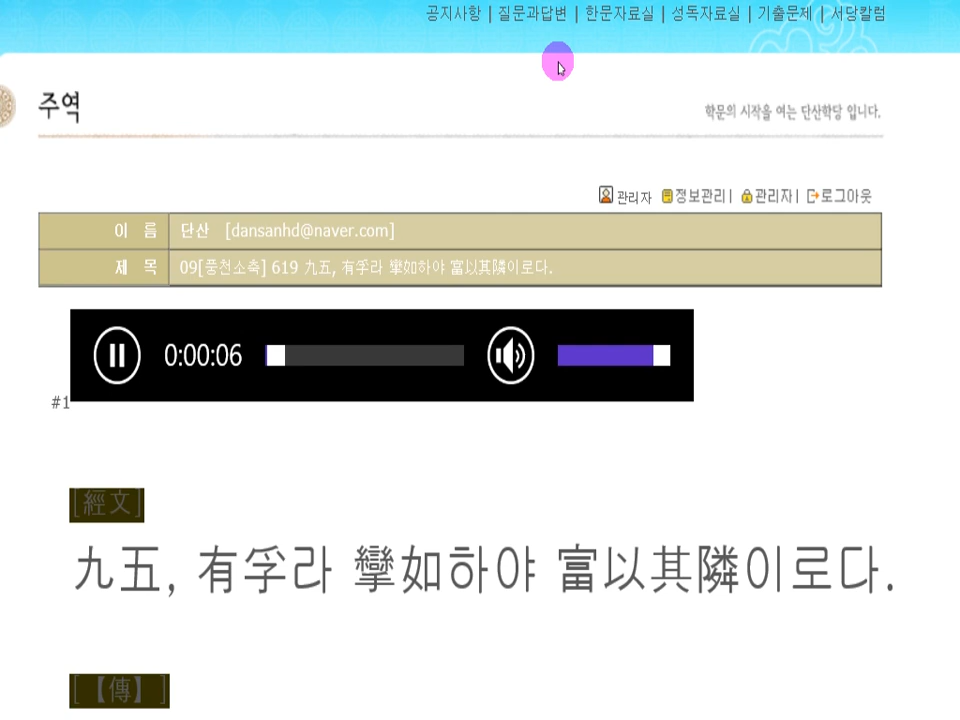 공지사항 | 질문과답변 | 한문자료실 | 성독자료실 | 기출문제 | 서당칼럼
주역
학문의 시작을 여는 단산학당 입니다.
관리자 정보관리| 관리자| 로그아웃
이 름 단산 [dansanhd@naver.com]
제 목 09[풍천소축] 619 九五, 有孚라 攣如하야 富以其隣이로다.
0:00:06
#1
[經文]
九五, 有孚라 攣如하야 富以其隣이로다.
[【傳】]